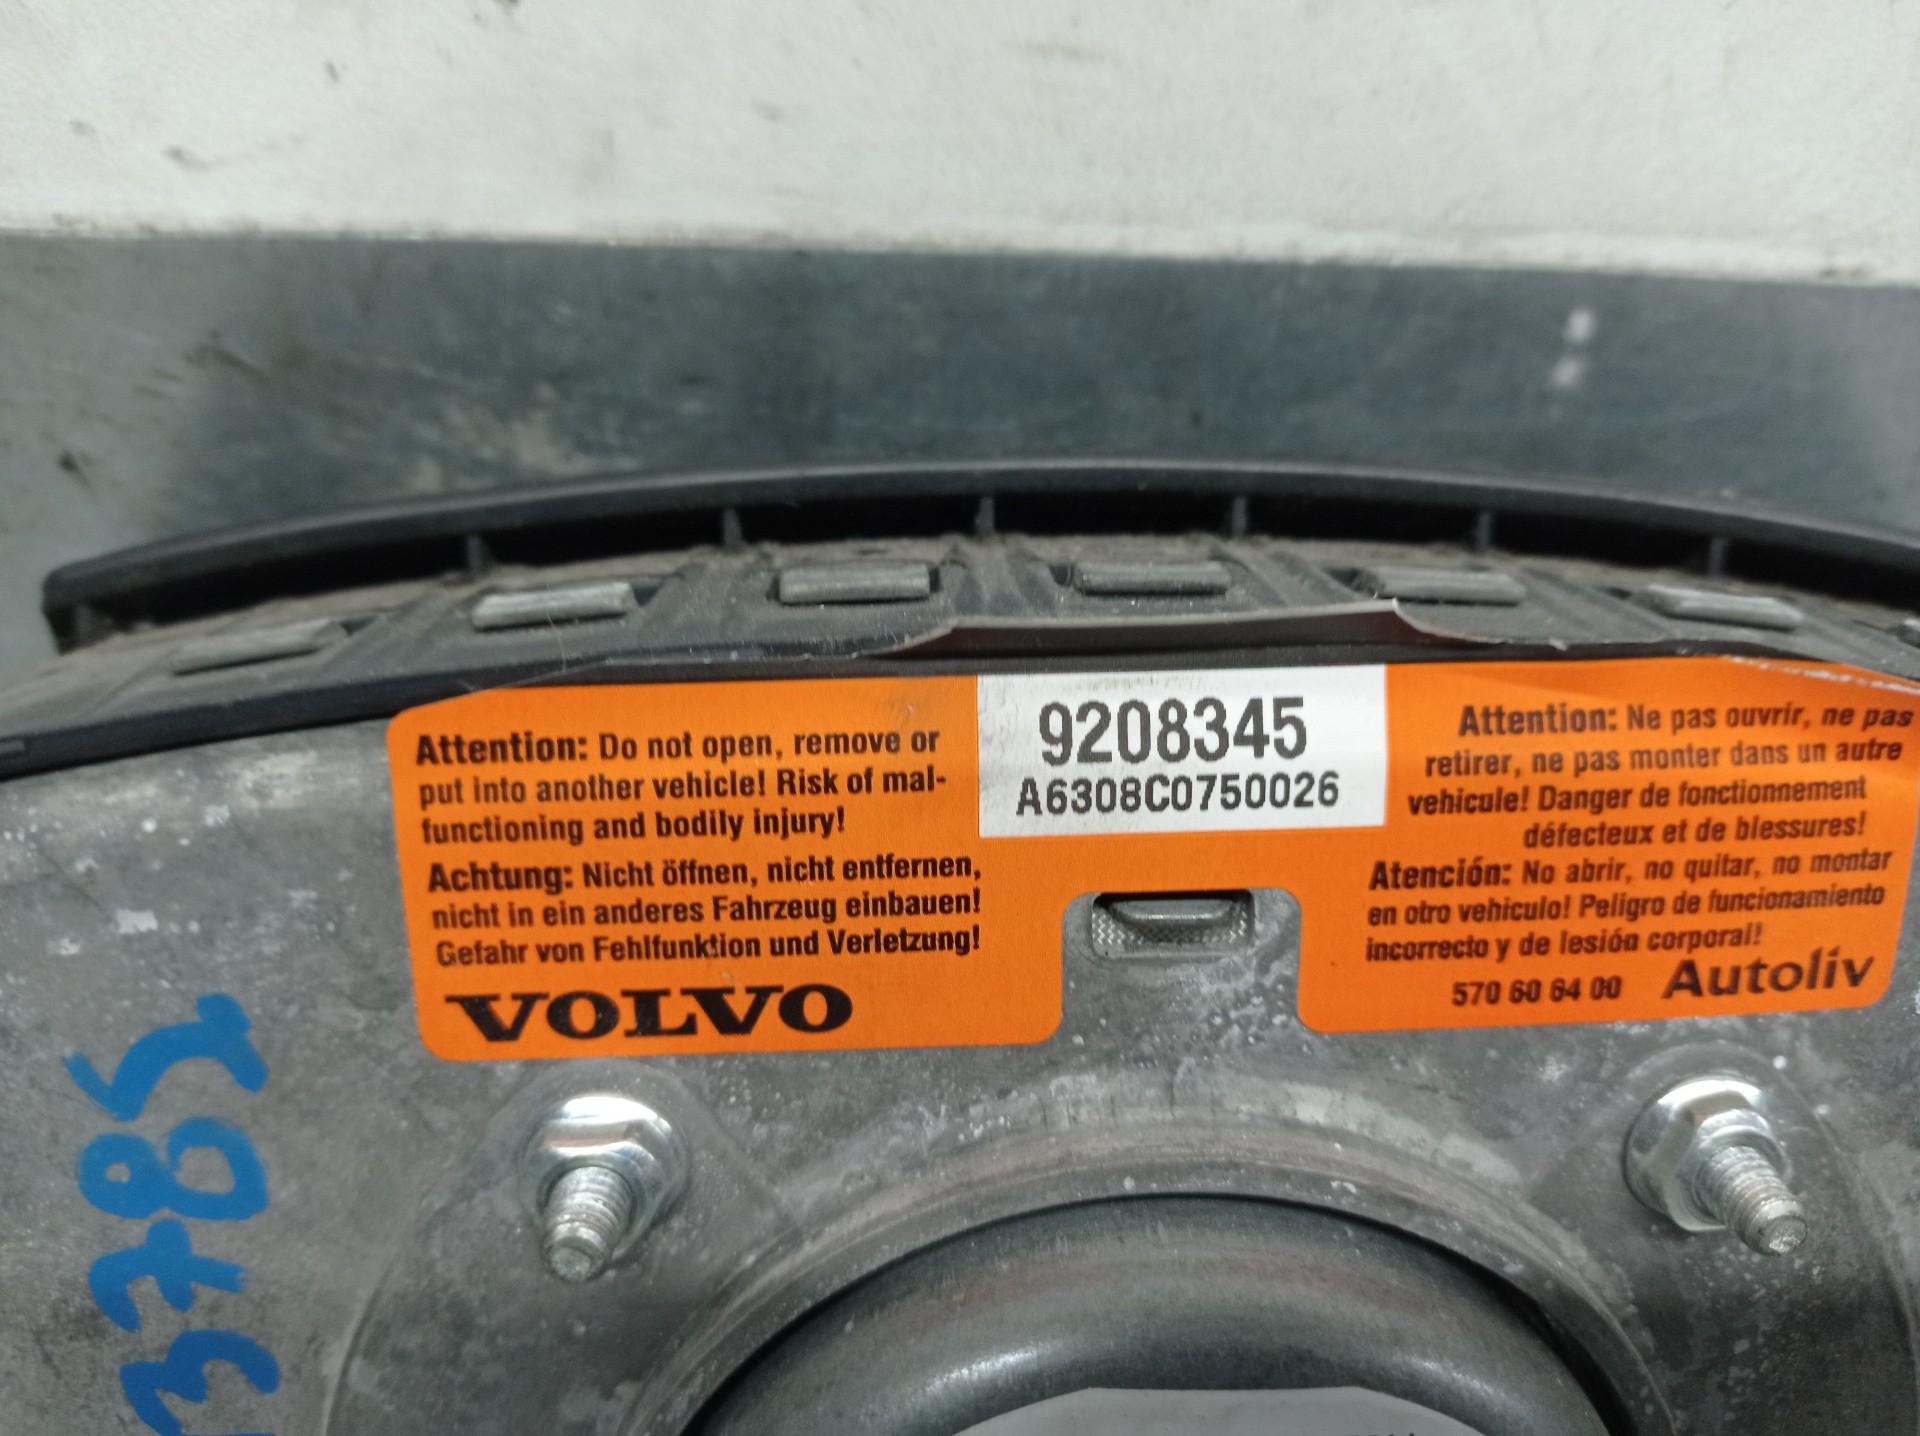 Attention: Do not open, remove or
put into another vehicle! Risk of mal-
functioning and bodily injury!
Achtung: Nicht öffnen, nicht entfernen,
nicht in ein anderes Fahrzeug einbauen!
Gefahr von Fehlfunktion und Verletzung!
VOLVO
9208345
A6308C0750026
Attention: Ne pas ouvrir, ne pas
retirer, ne pas monter dans un autre
vehicule! Danger de fonctionnement
défecteux et de blessures!
Atención: No abrir, no quitar, no montar
en otro vehiculo! Peligro de funcionamiento
incorrecto y de lesión corporal!
570 60 64 00 Autoliv
3785